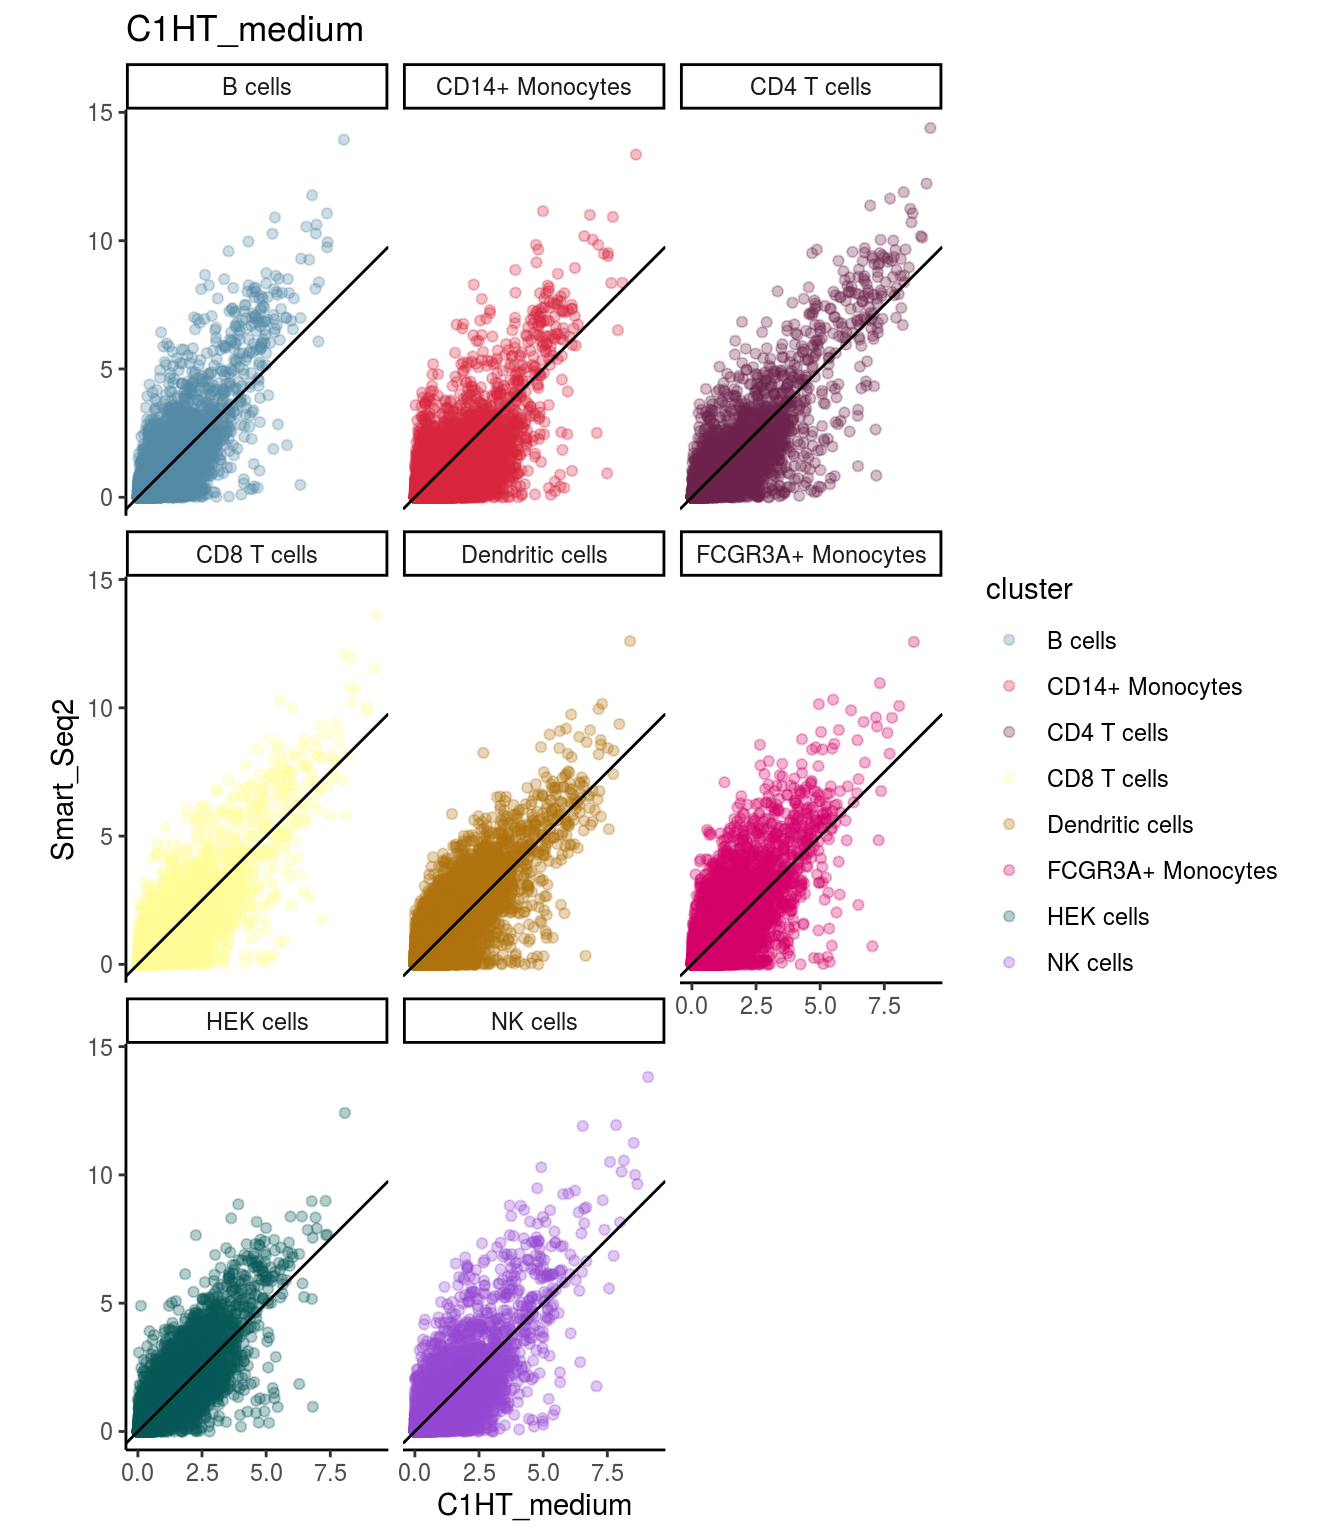 C1HT_medium
B cells
CD14+ Monocytes
CD4 T cells
15
10
5
0
CD8 T cells
Dendritic cells
FCGR3A+ Monocytes
15
10
5
0
0.0 2.5 5.0 7.5
HEK cells
NK cells
15
10
5
0
0.0 2.5 5.0 7.5
0.0 2.5 5.0 7.5
C1HT_medium
Smart_Seq2
cluster
B cells
CD14+ Monocytes
CD4 T cells
CD8 T cells
Dendritic cells
FCGR3A+ Monocytes
HEK cells
NK cells